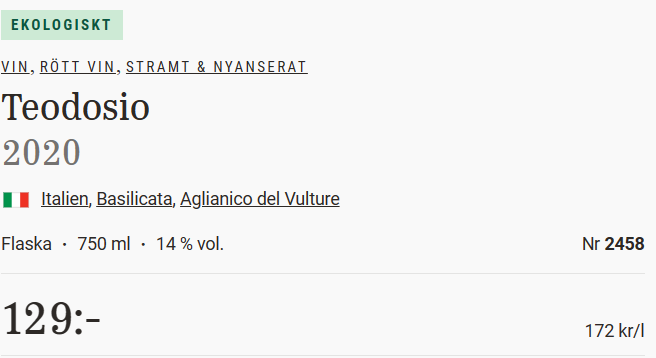 EKOLOGISKT
VIN, RÖTT VIN, STRAMT & NYANSERAT
Teodosio
2020
Italien, Basilicata, Aglianico del Vulture
Flaska · 750 ml · 14 % vol. Nr 2458
129:- 172 kr/l